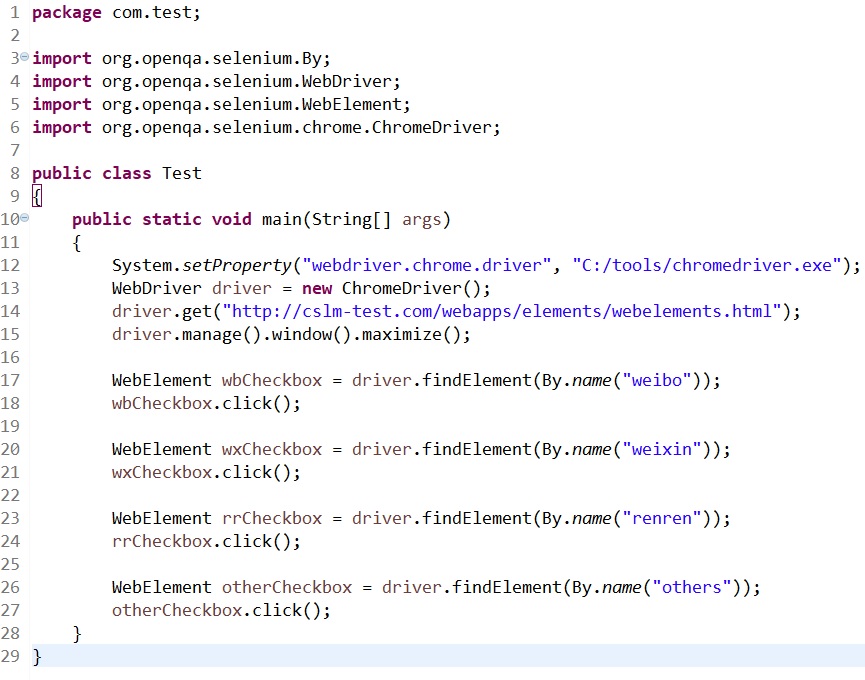 1 package com.test;
2
3 import org.openqa.selenium.By;
4 import org.openqa.selenium.WebDriver;
5 import org.openqa.selenium.WebElement;
6 import org.openqa.selenium.chrome.ChromeDriver;
7
8 public class Test
9 {
10     public static void main(String[] args)
11     {
12         System.setProperty("webdriver.chrome.driver", "C:/tools/chromedriver.exe");
13         WebDriver driver = new ChromeDriver();
14         driver.get("http://cslm-test.com/webapps/elements/webelements.html");
15         driver.manage().window().maximize();
16
17         WebElement wbCheckbox = driver.findElement(By.name("weibo"));
18         wbCheckbox.click();
19
20         WebElement wxCheckbox = driver.findElement(By.name("weixin"));
21         wxCheckbox.click();
22
23         WebElement rrCheckbox = driver.findElement(By.name("renren"));
24         rrCheckbox.click();
25
26         WebElement otherCheckbox = driver.findElement(By.name("others"));
27         otherCheckbox.click();
28     }
29 }